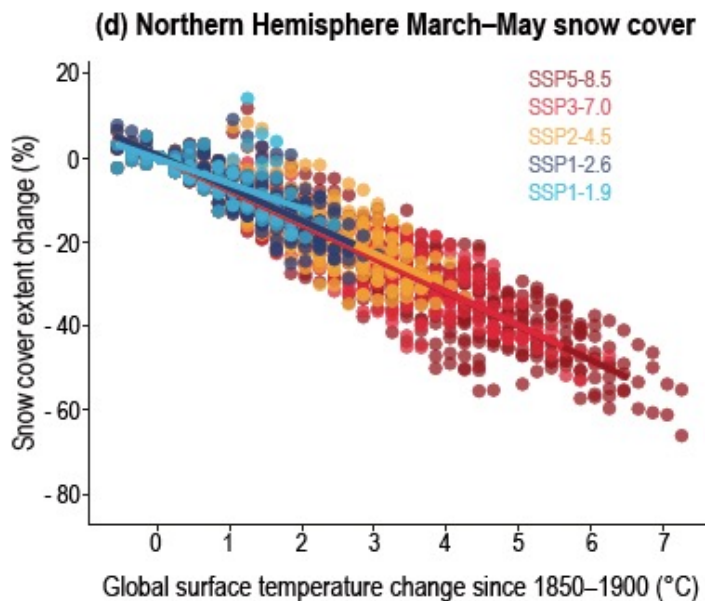 (d) Northern Hemisphere March–May snow cover
SSP5-8.5
SSP3-7.0
SSP2-4.5
SSP1-2.6
SSP1-1.9
Snow cover extent change (%)
20
0
- 20
- 40
- 60
- 80
0 1 2 3 4 5 6 7
Global surface temperature change since 1850–1900 (°C)